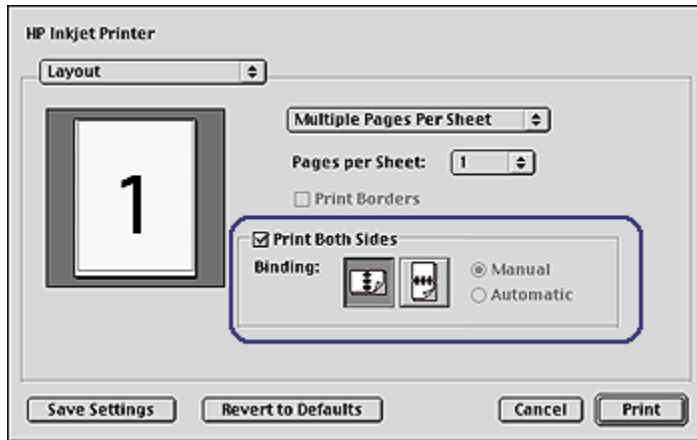 HP Inkjet Printer
Layout
1
Multiple Pages Per Sheet
Pages per Sheet: 1
Print Borders
Print Both Sides
Binding:
Manual
Automatic
Save Settings
Revert to Defaults
Cancel
Print